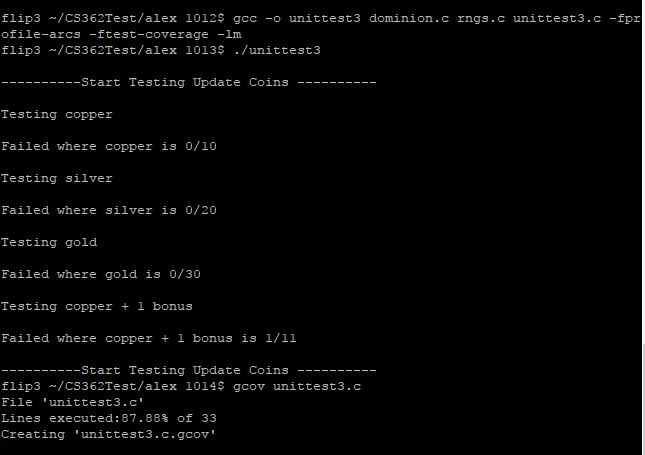 flip3 ~/CS362Test/alex 1012$ gcc -o unittest3 dominion.c rngs.c unittest3.c -fpr
ofile-arcs -ftest-coverage -lm
flip3 ~/CS362Test/alex 1013$ ./unittest3
----------Start Testing Update Coins ----------
Testing copper
Failed where copper is 0/10
Testing silver
Failed where silver is 0/20
Testing gold
Failed where gold is 0/30
Testing copper + 1 bonus
Failed where copper + 1 bonus is 1/11
----------Start Testing Update Coins ----------
flip3 ~/CS362Test/alex 1014$ gcov unittest3.c
File 'unittest3.c'
Lines executed:87.88% of 33
Creating 'unittest3.c.gcov'